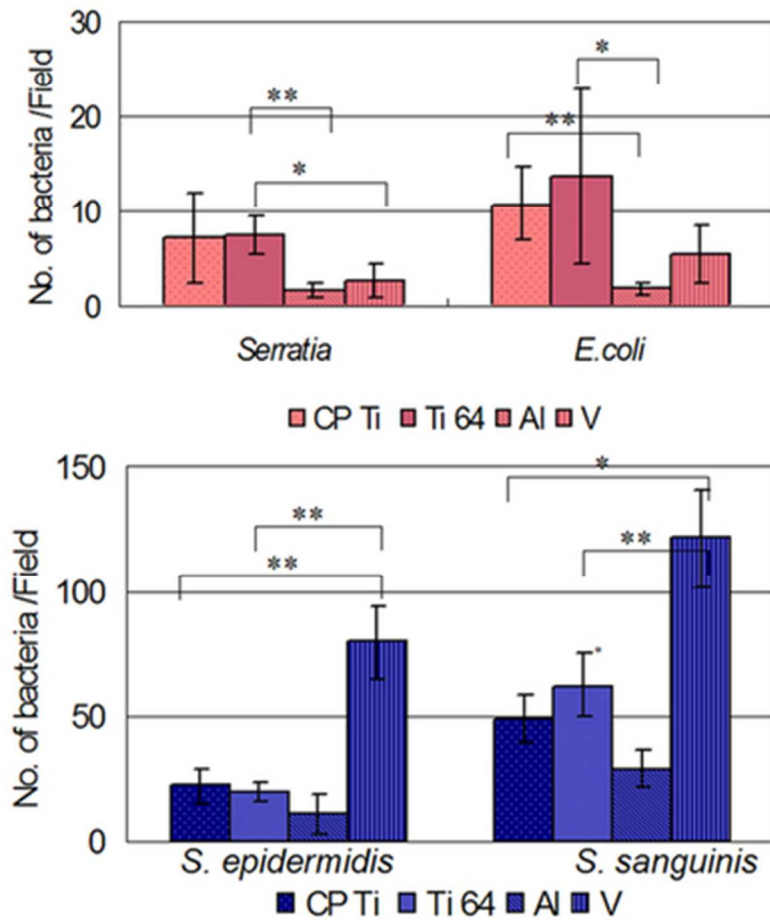 No. of bacteria /Field
30
20
10
0
**
*
**
*
Serratia E.coli
CP Ti Ti 64 Al V
No. of bacteria /Field
150
100
50
0
**
**
*
**
*
S. epidermidis S. sanguinis
CP Ti Ti 64 Al V